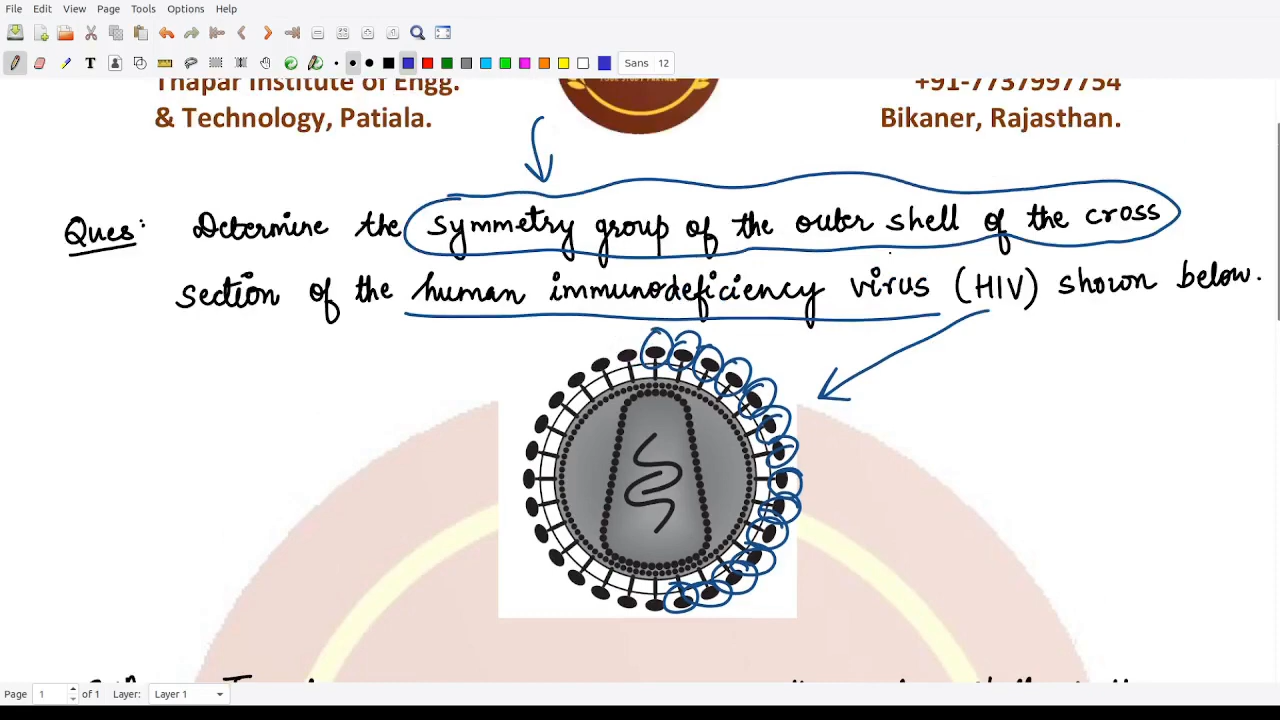 File Edit View Page Tools Options Help
Sans 12
Thapar Institute of Engg.
& Technology, Patiala.
+91-7737997754
Bikaner, Rajasthan.
Ques: Determine the symmetry group of the outer shell of the cross
section of the human immunodeficiency virus (HIV) shown below.
Page 1 of 1 Layer: Layer 1